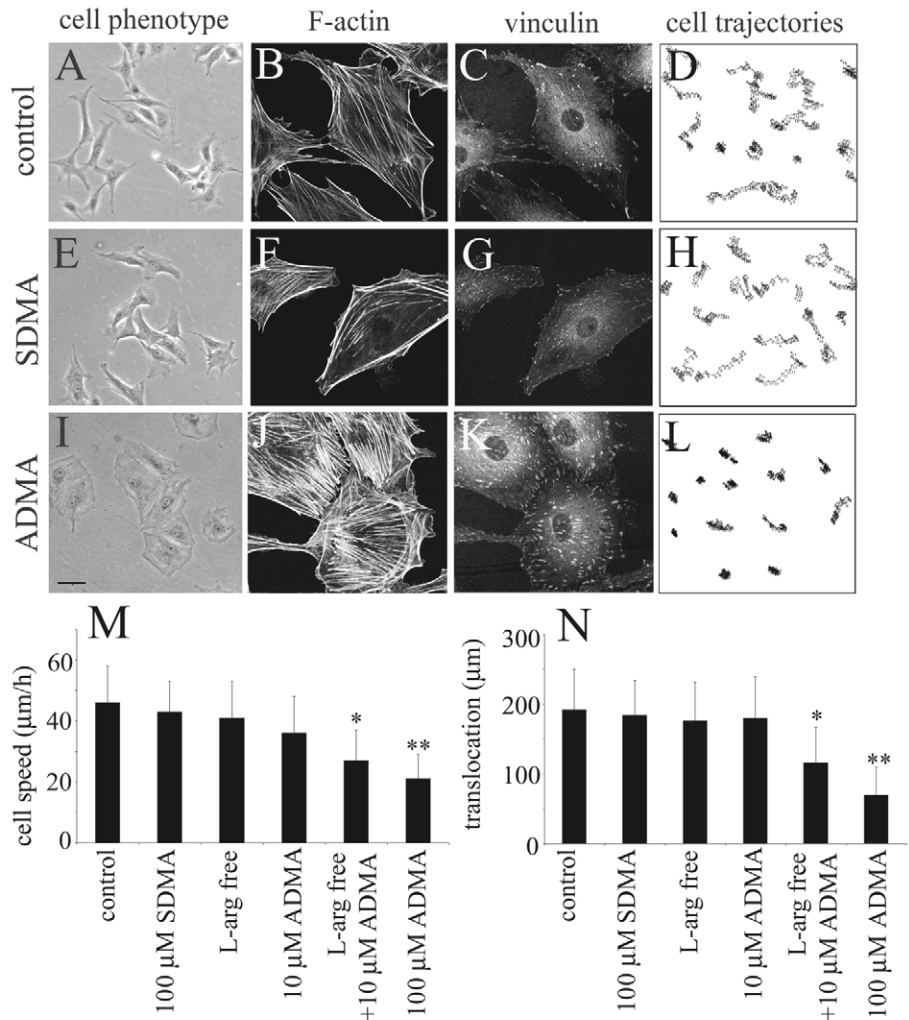 cell phenotype F-actin vinculin cell trajectories
control
A B C D
SDMA
E F G H
ADMA
I J K L
M
cell speed (µm/h)
60
40
20
0
*
**
control
100 µM SDMA
L-arg free
10 µM ADMA
L-arg free
+10 µM ADMA
100 µM ADMA
N
translocation (µm)
300
200
100
0
*
**
control
100 µM SDMA
L-arg free
10 µM ADMA
L-arg free
+10 µM ADMA
100 µM ADMA